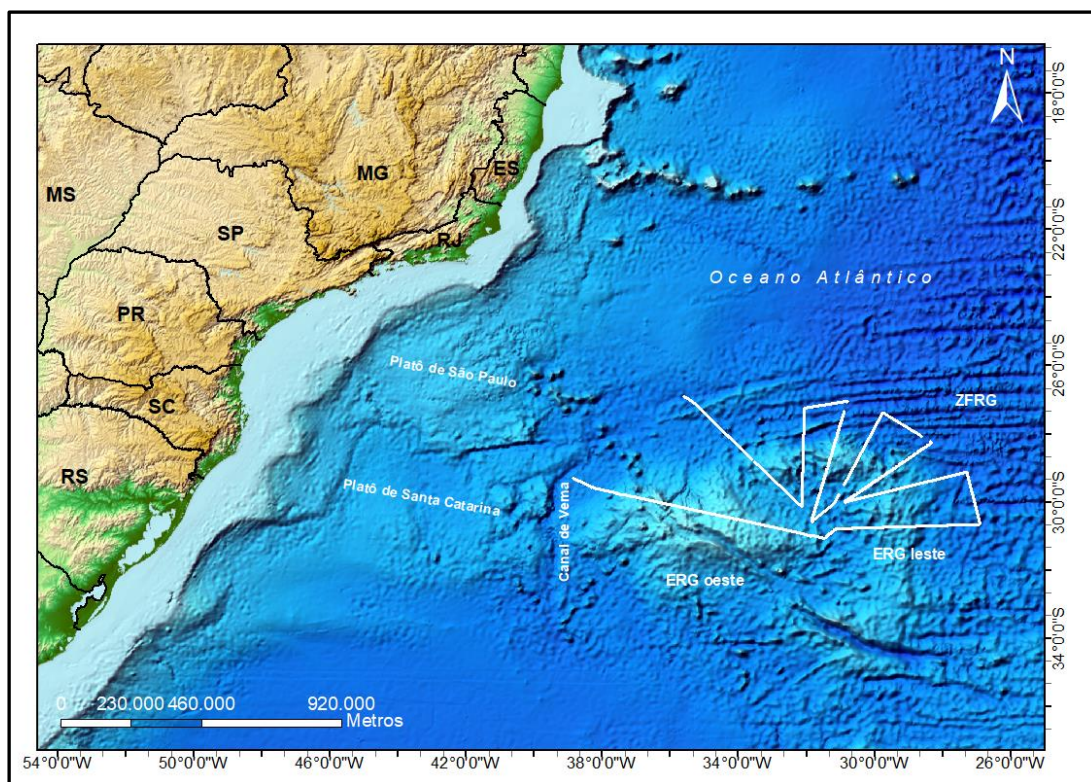 N
MS
MG
ES
SP
RJ
PR
SC
RS
Oceano Atlântico
Platô de São Paulo
ZFRG
Platô de Santa Catarina
Canal de Vema
ERG oeste
ERG leste
0 230.000 460.000 920.000
Metros
18°0'0"S
22°0'0"S
26°0'0"S
30°0'0"S
34°0'0"S
54°0'0"W 50°0'0"W 46°0'0"W 42°0'0"W 38°0'0"W 34°0'0"W 30°0'0"W 26°0'0"W